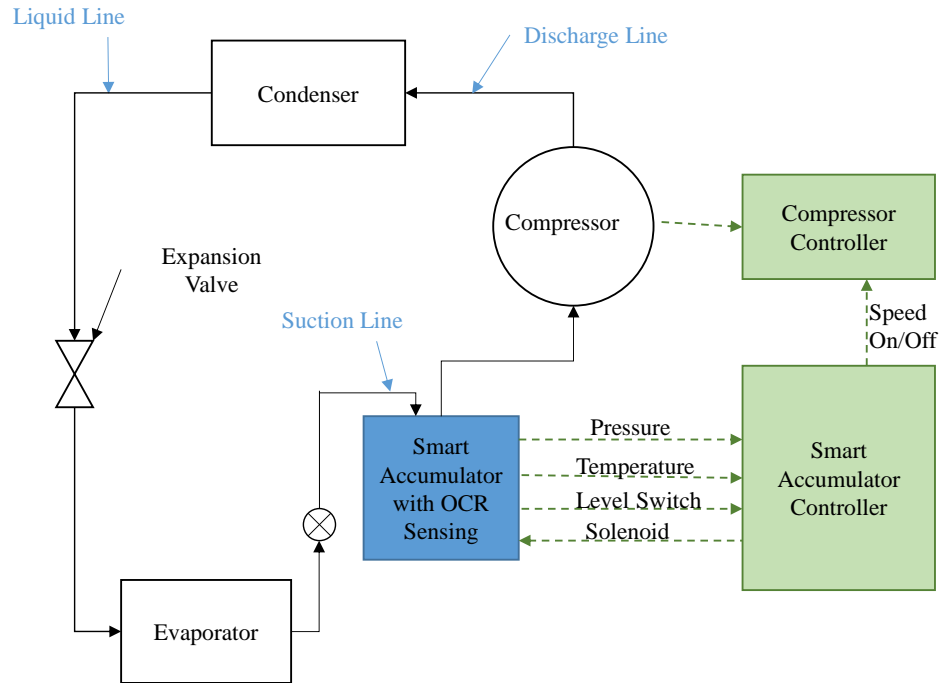 Liquid Line
Discharge Line
Condenser
Compressor
Compressor
Controller
Expansion
Valve
Suction Line
Speed
On/Off
Smart
Accumulator
with OCR
Sensing
Pressure
Temperature
Level Switch
Solenoid
Smart
Accumulator
Controller
Evaporator